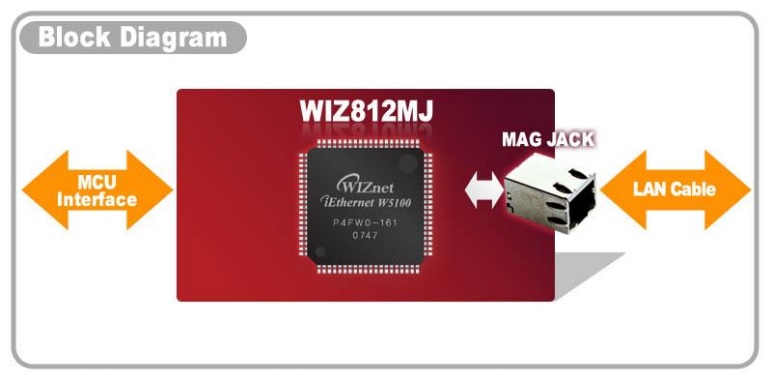 Block Diagram
WIZ812MJ
MAG JACK
MCU
Interface
WIZnet
iEthernet W5100
P4FW0-161
0747
LAN Cable